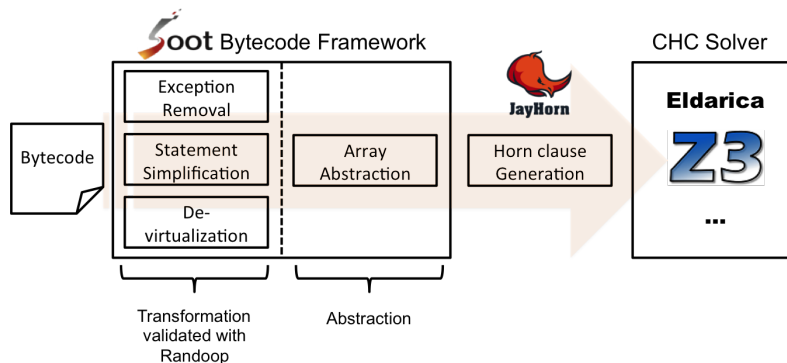 Soot Bytecode Framework
CHC Solver
Exception
Removal
JayHorn
Eldarica
Bytecode
Statement
Simplification
Array
Abstraction
Horn clause
Generation
Z3
De-
virtualization
...
Transformation
validated with
Randoop
Abstraction